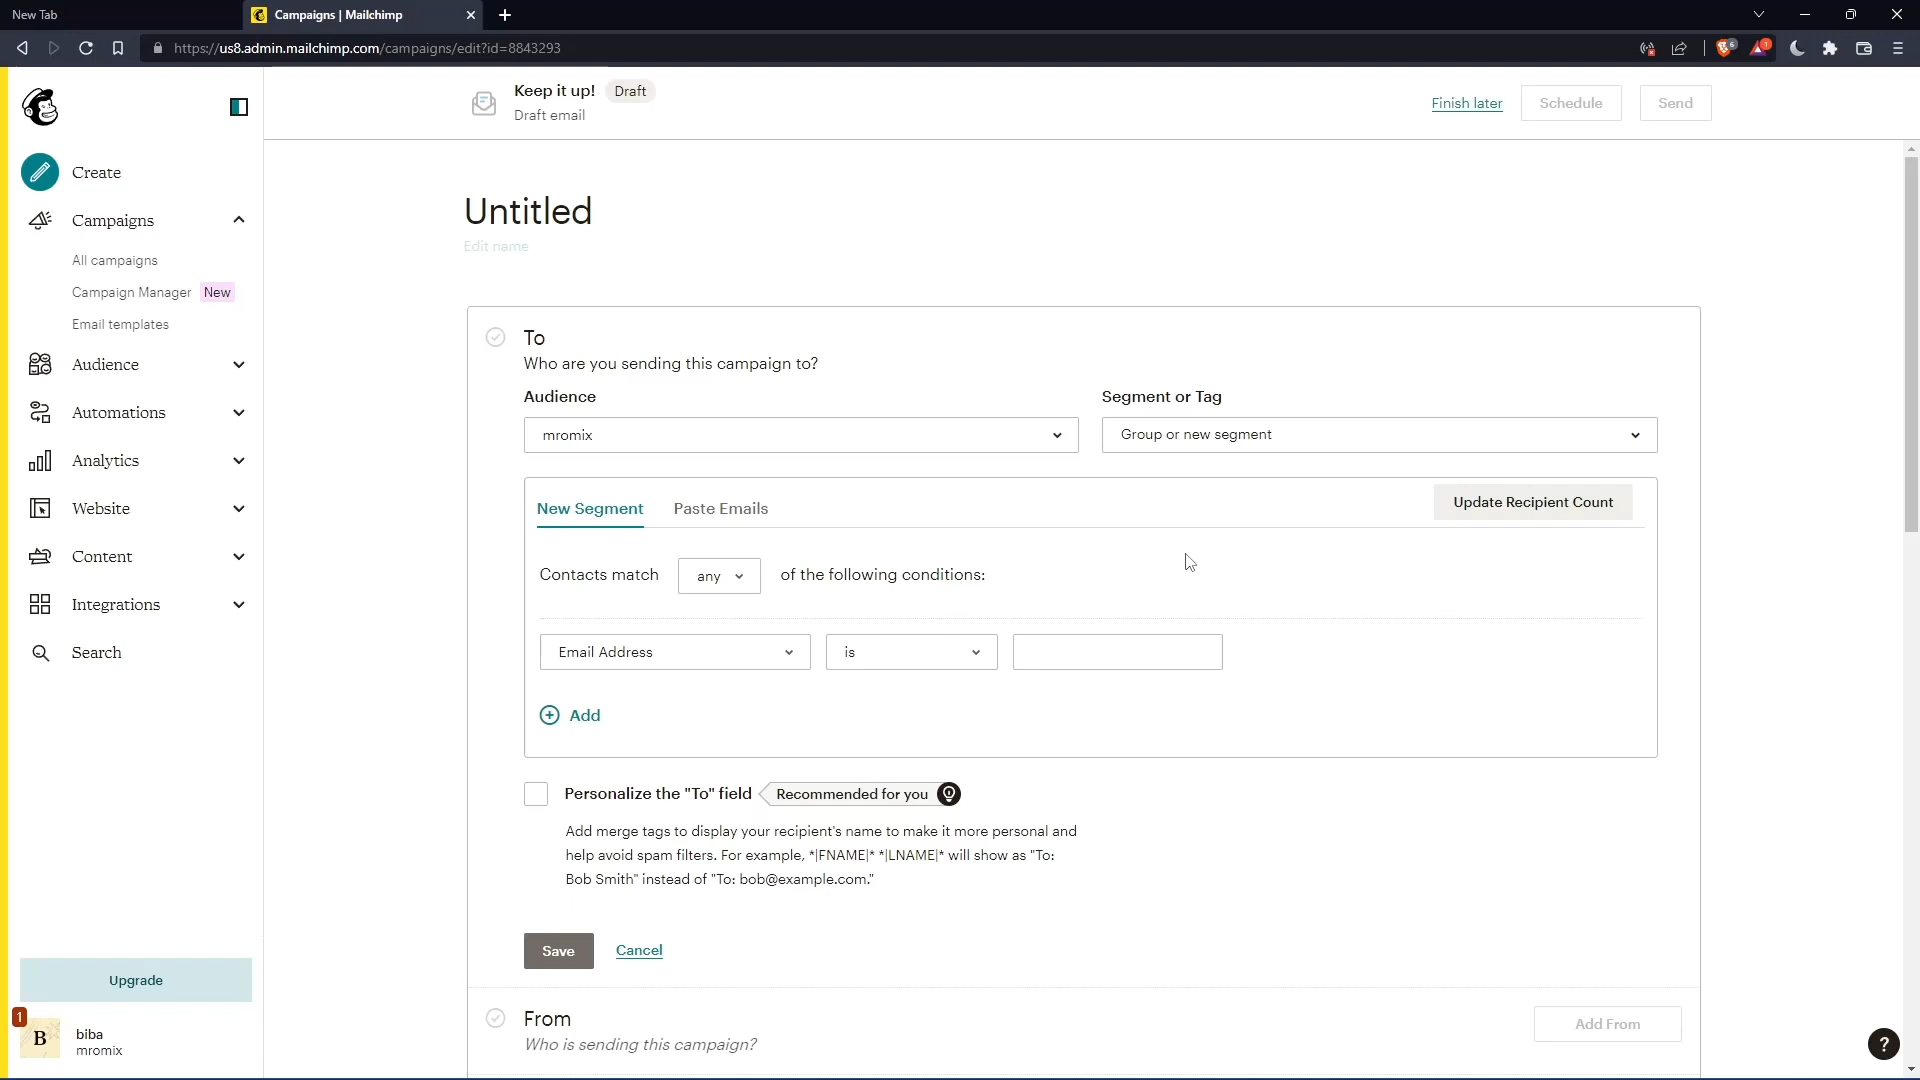 New Tab
Campaigns | Mailchimp
https://us8.admin.mailchimp.com/campaigns/edit?id=8843293
6
1
Keep it up!
Draft
Draft email
Finish later
Schedule
Send
Create
Campaigns
All campaigns
Campaign Manager New
Email templates
Audience
Automations
Analytics
Website
Content
Integrations
Search
Upgrade
1
B
biba
mromix
Untitled
Edit name
To
Who are you sending this campaign to?
Audience
Segment or Tag
mromix
Group or new segment
New Segment
Paste Emails
Update Recipient Count
Contacts match any of the following conditions:
Email Address
is
Add
Personalize the "To" field
Recommended for you
Add merge tags to display your recipient's name to make it more personal and
help avoid spam filters. For example, *|FNAME|* *|LNAME|* will show as "To:
Bob Smith" instead of "To: bob@example.com."
Save
Cancel
From
Who is sending this campaign?
Add From
?